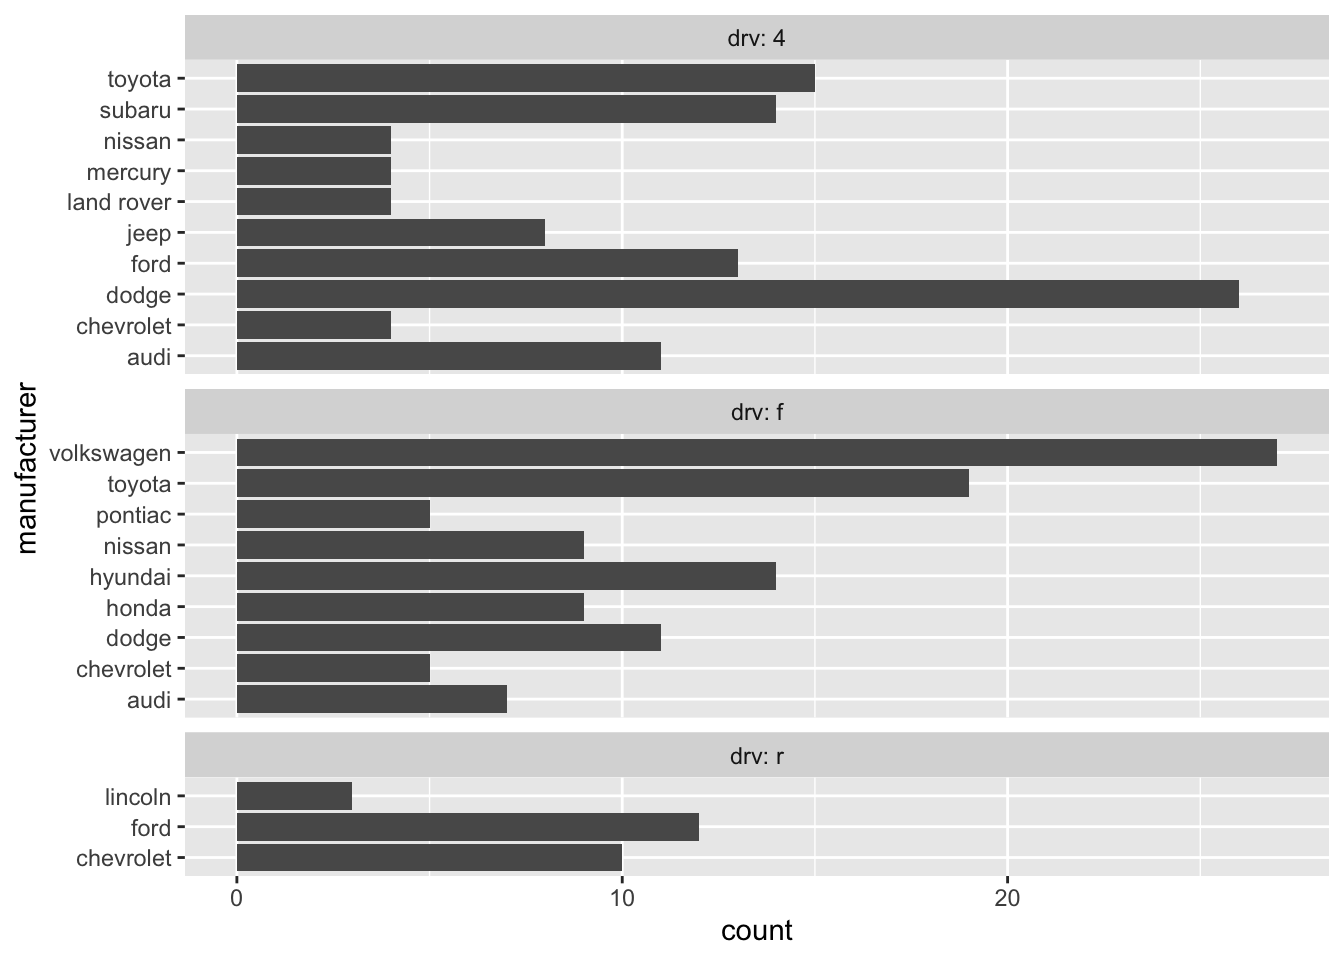 drv: 4
toyota
subaru
nissan
mercury
land rover
jeep
ford
dodge
chevrolet
audi
drv: f
volkswagen
toyota
pontiac
nissan
hyundai
honda
dodge
chevrolet
audi
drv: r
lincoln
ford
chevrolet
0 10 20
count
manufacturer